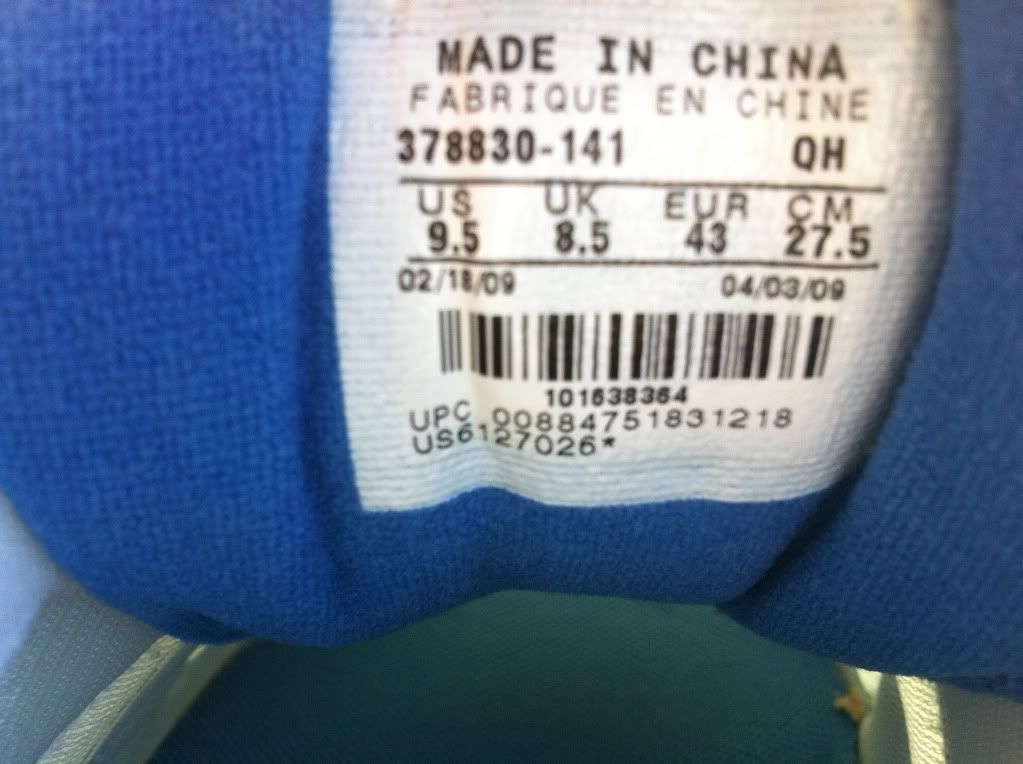 MADE IN CHINA
FABRIQUE EN CHINE
378830-141 QH
US UK EUR CM
9.5 8.5 43 27.5
02/18/09 04/03/09
101638364
UPC 00884751831218
US6127026*